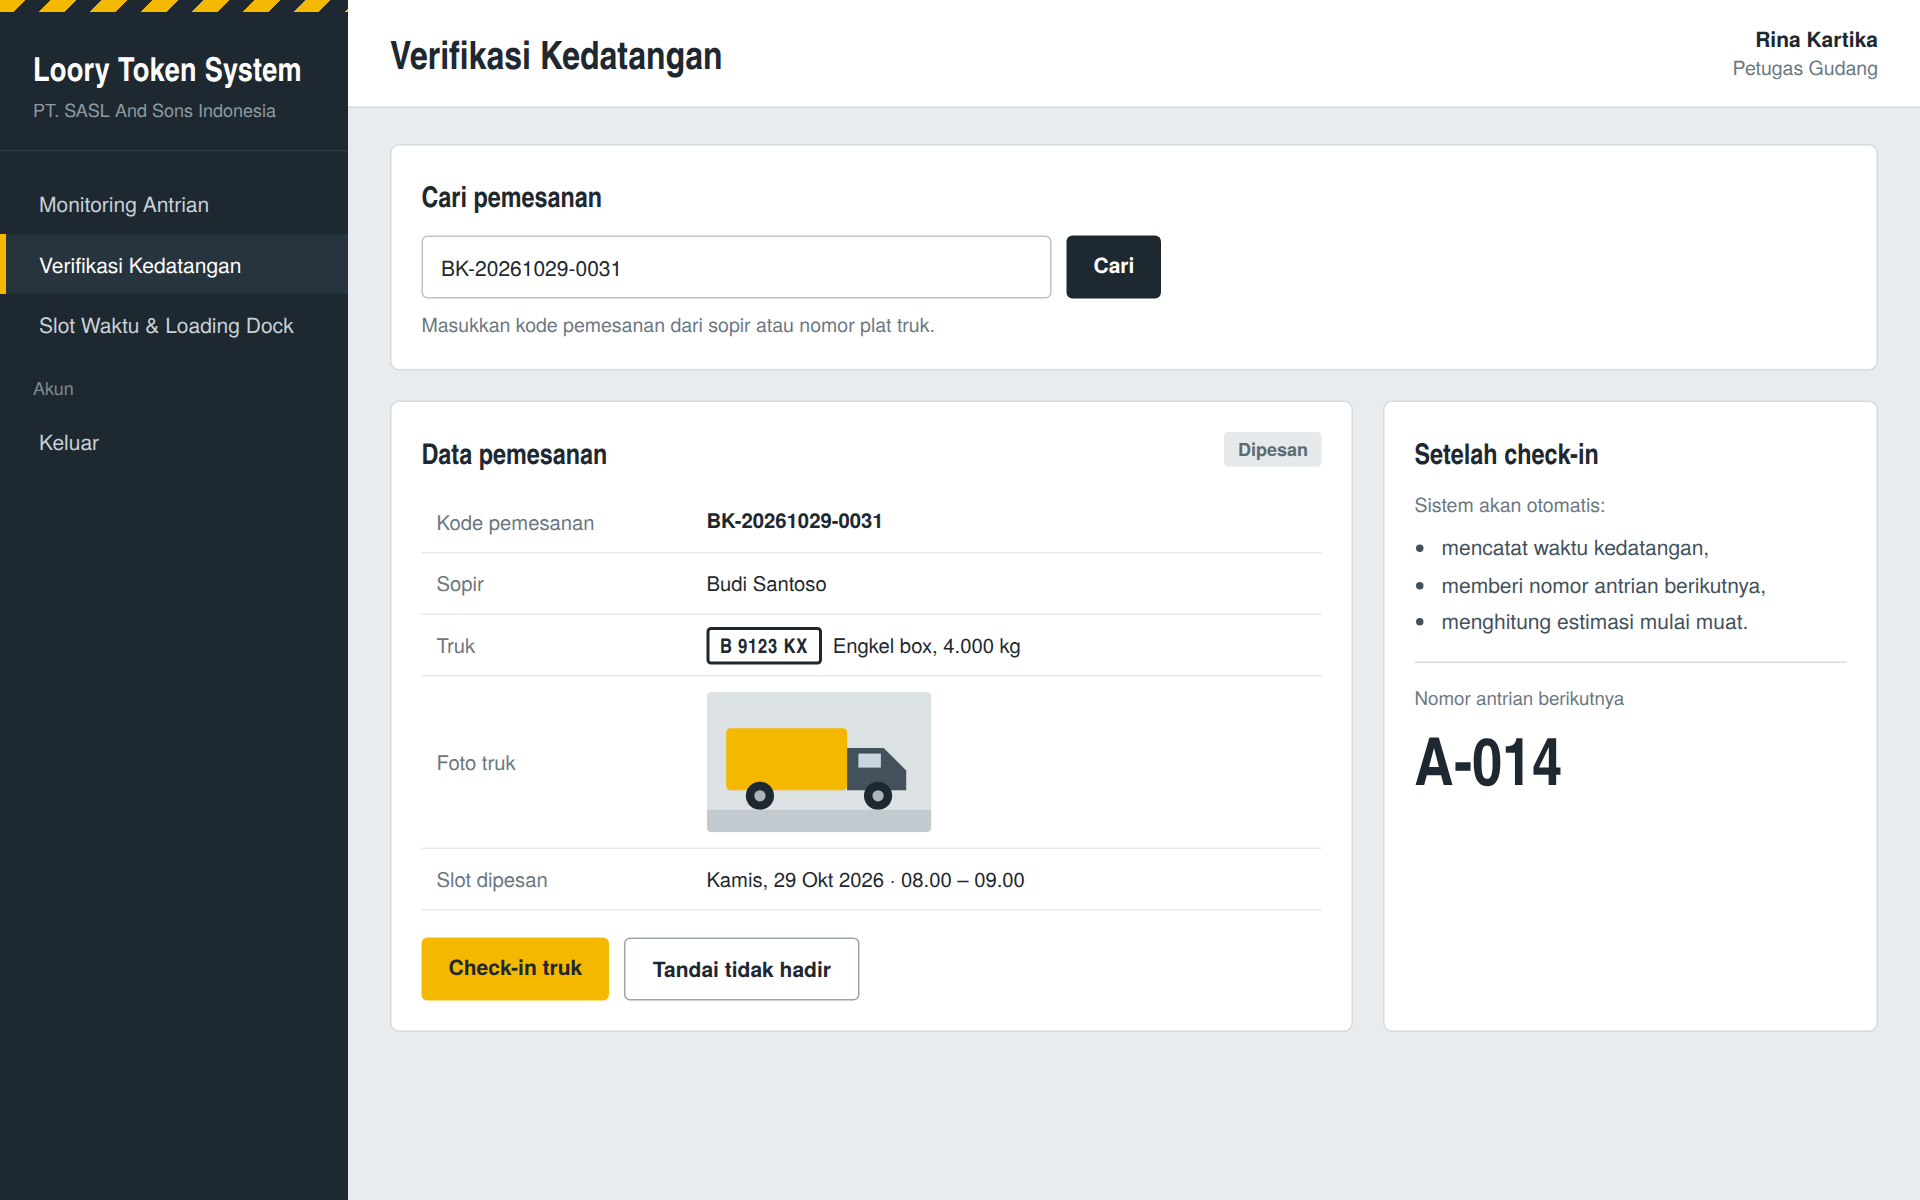 Loory Token System
PT. SASL And Sons Indonesia
Monitoring Antrian
Verifikasi Kedatangan
Slot Waktu & Loading Dock
Akun
Keluar
Verifikasi Kedatangan
Rina Kartika
Petugas Gudang
Cari pemesanan
BK-20261029-0031
Cari
Masukkan kode pemesanan dari sopir atau nomor plat truk.
Data pemesanan
Dipesan
Kode pemesanan BK-20261029-0031
Sopir Budi Santoso
Truk B 9123 KX Engkel box, 4.000 kg
Foto truk
Slot dipesan Kamis, 29 Okt 2026 · 08.00 – 09.00
Check-in truk
Tandai tidak hadir
Setelah check-in
Sistem akan otomatis:
• mencatat waktu kedatangan,
• memberi nomor antrian berikutnya,
• menghitung estimasi mulai muat.
Nomor antrian berikutnya
A-014